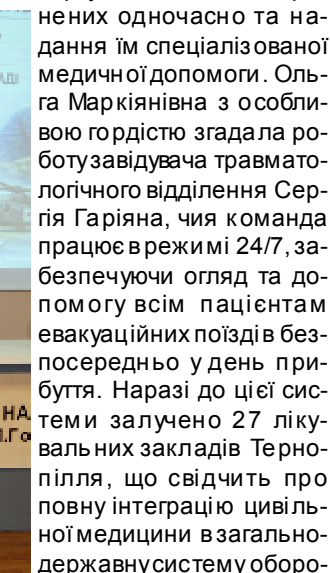 нених одночасно та на-
дання їм спеціалізованої
медичної допомоги. Оль-
га Маркіянівна з особли-
вою гордістю згадала ро-
боту завідувача травмато-
логічного відділення Сер-
гія Гаріяна, чия команда
працює в режимі 24/7, за-
безпечуючи огляд та до-
помогу всім пацієнтам
евакуаційних поїздів без-
посередньо у день при-
буття. Наразі до цієї сис-
теми залучено 27 ліку-
вальних закладів Терно-
пілля, що свідчить про
повну інтеграцію цивіль-
ної медицини в загально-
державну систему оборо-